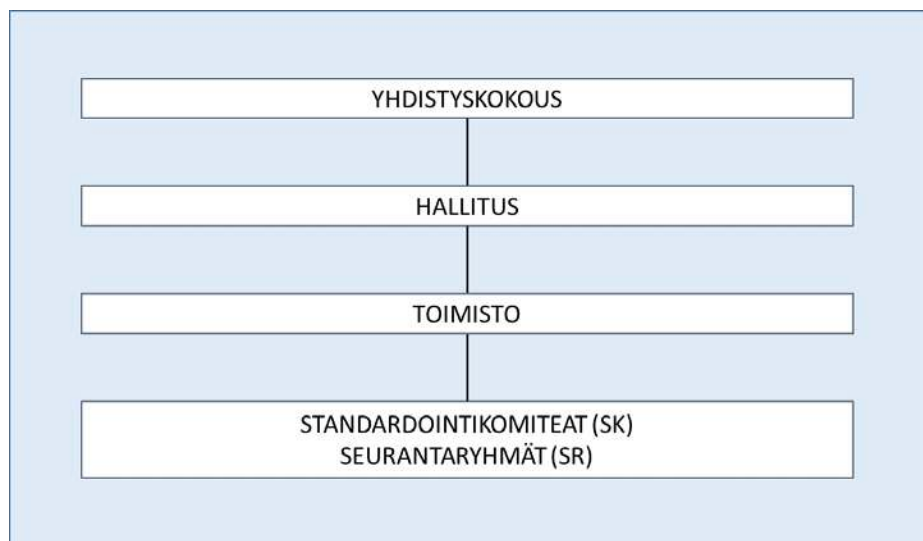 YHDISTYSKOKOUS
HALLITUS
TOIMISTO
STANDARDOINTIKOMITEAT (SK)
SEURANTARYHMÄT (SR)